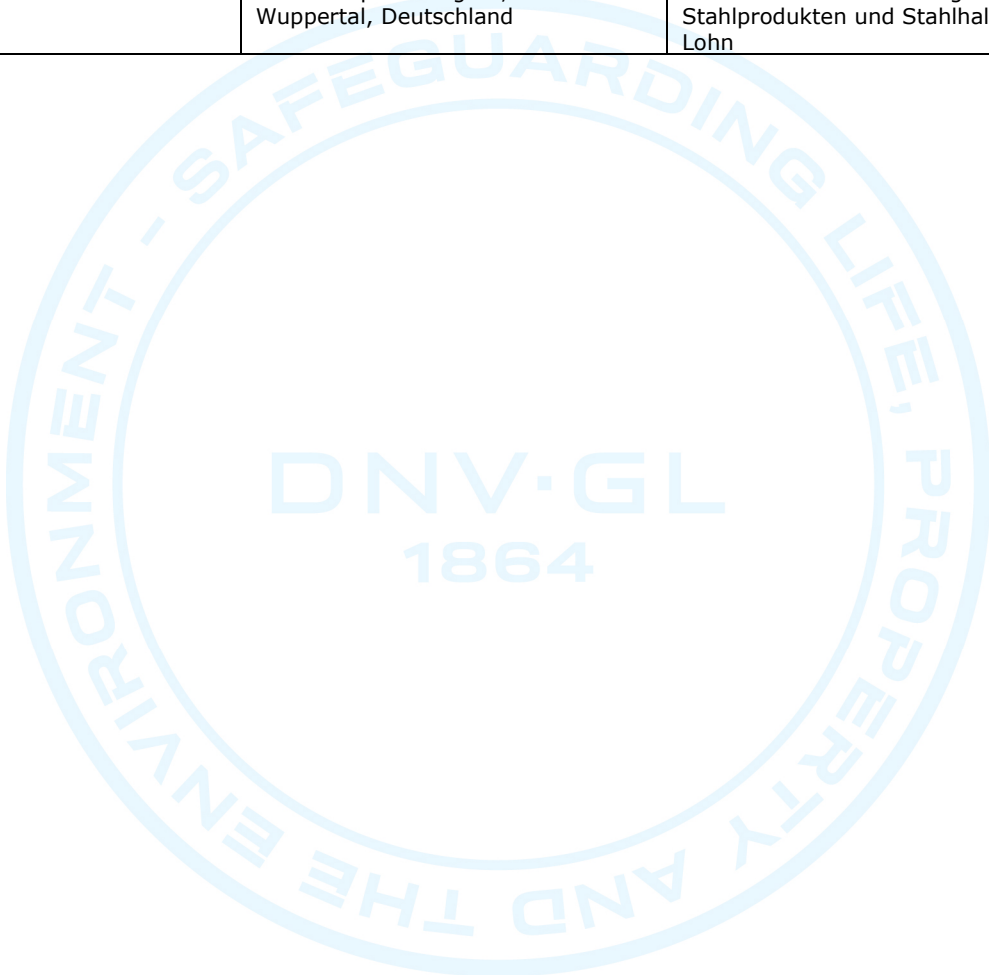 Wuppertal, Deutschland
Stahlprodukten und Stahlhal
Lohn
SAFEGUARDING LIFE, PROPERTY AND THE ENVIRONMENT -
DNV·GL
1864